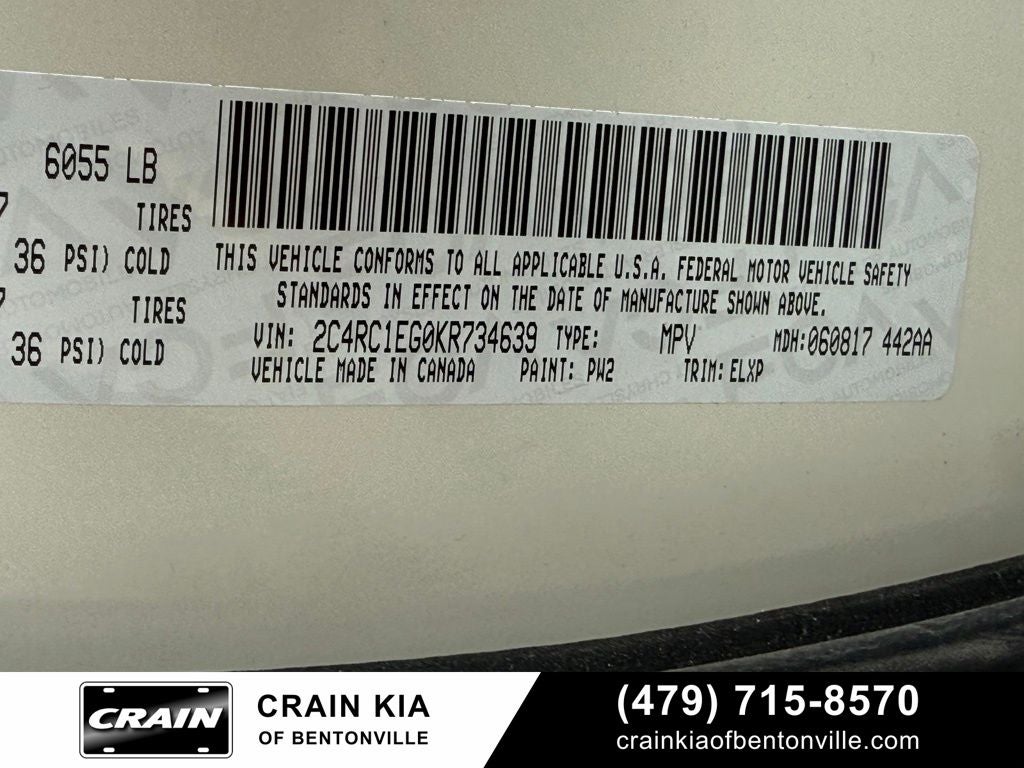 6055 LB
7 TIRES
36 PSI) COLD
7 TIRES
36 PSI) COLD
THIS VEHICLE CONFORMS TO ALL APPLICABLE U.S.A. FEDERAL MOTOR VEHICLE SAFETY
STANDARDS IN EFFECT ON THE DATE OF MANUFACTURE SHOWN ABOVE.
VIN: 2C4RC1EG0KR734639 TYPE: MPV MDH:060817 442AA
VEHICLE MADE IN CANADA PAINT: PW2 TRIM: ELXP
CRAIN
CRAIN KIA
OF BENTONVILLE
(479) 715-8570
crainkiaofbentonville.com